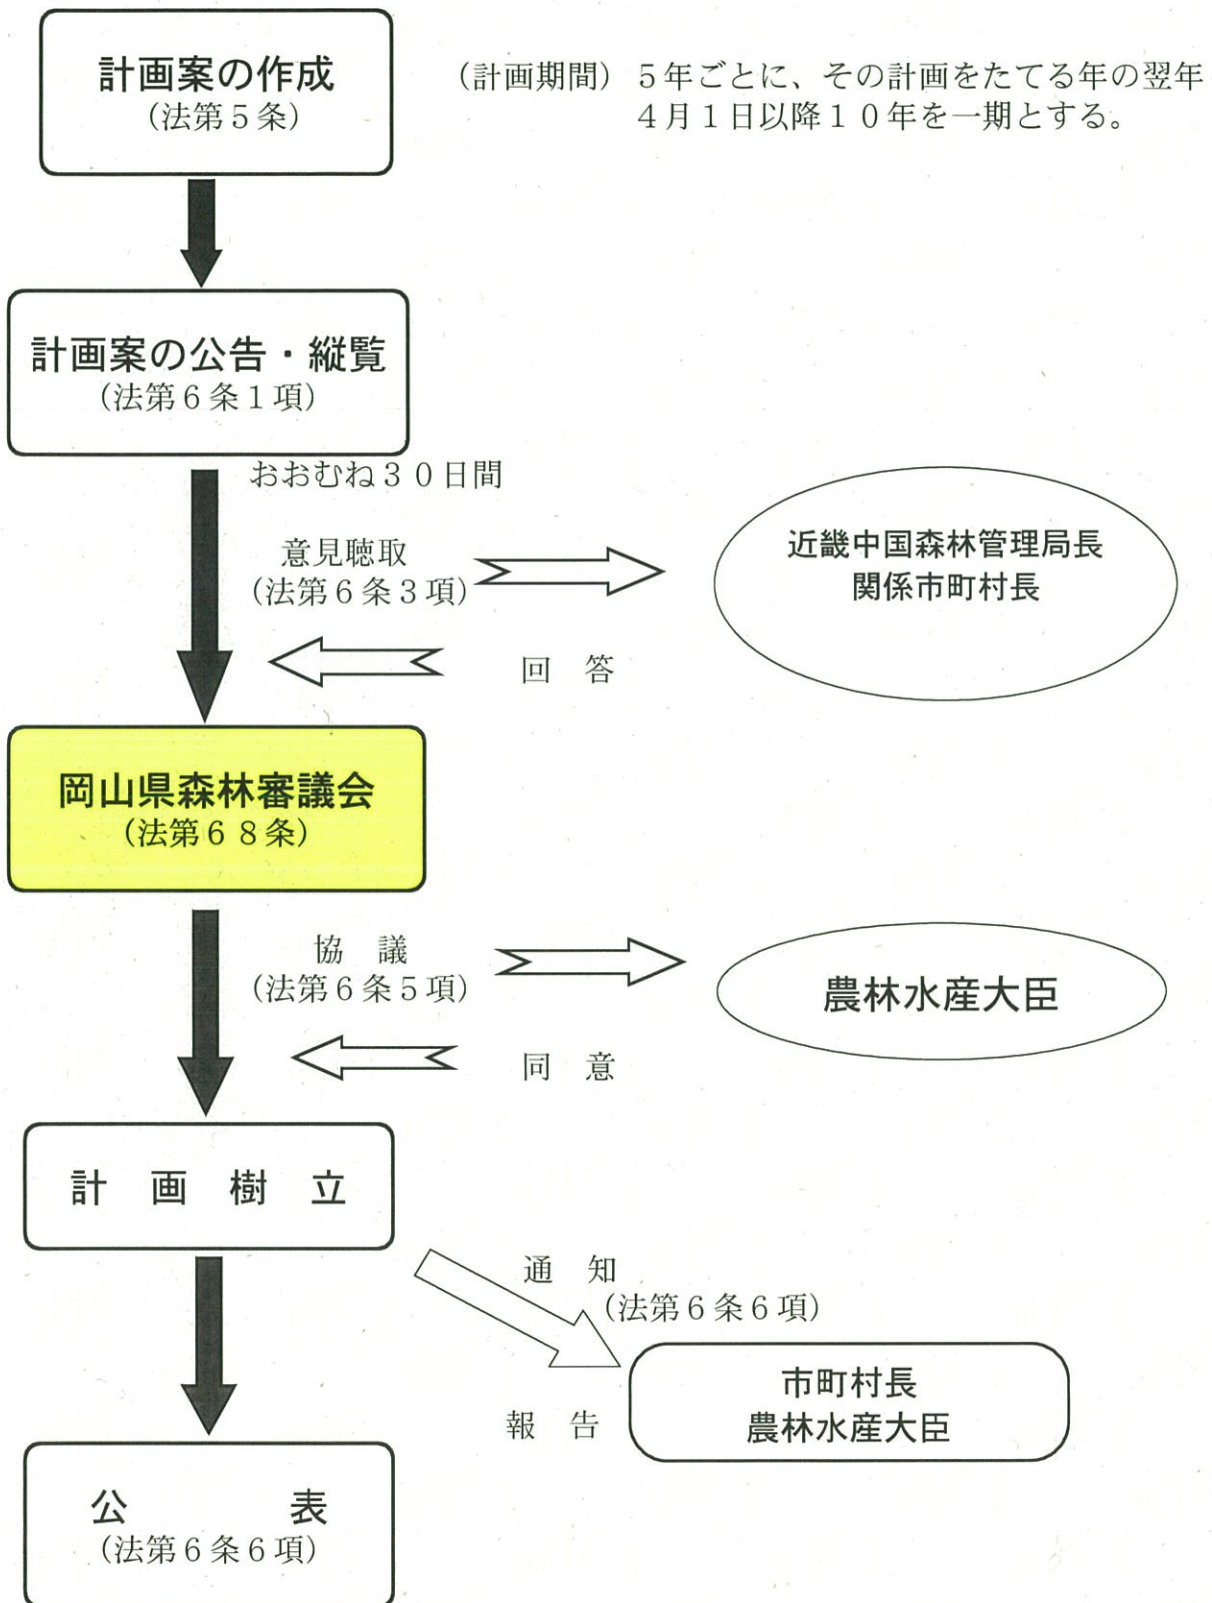 計画案の作成
(法第5条)
(計画期間) 5年ごとに、その計画をたてる年の翌年
4月1日以降10年を一期とする。
計画案の公告・縦覧
(法第6条1項)
おおむね30日間
意見聴取
(法第6条3項)
近畿中国森林管理局長
関係市町村長
回 答
岡山県森林審議会
(法第68条)
協 議
(法第6条5項)
農林水産大臣
同 意
計 画 樹 立
通 知
(法第6条6項)
市町村長
報 告
農林水産大臣
公 表
(法第6条6項)